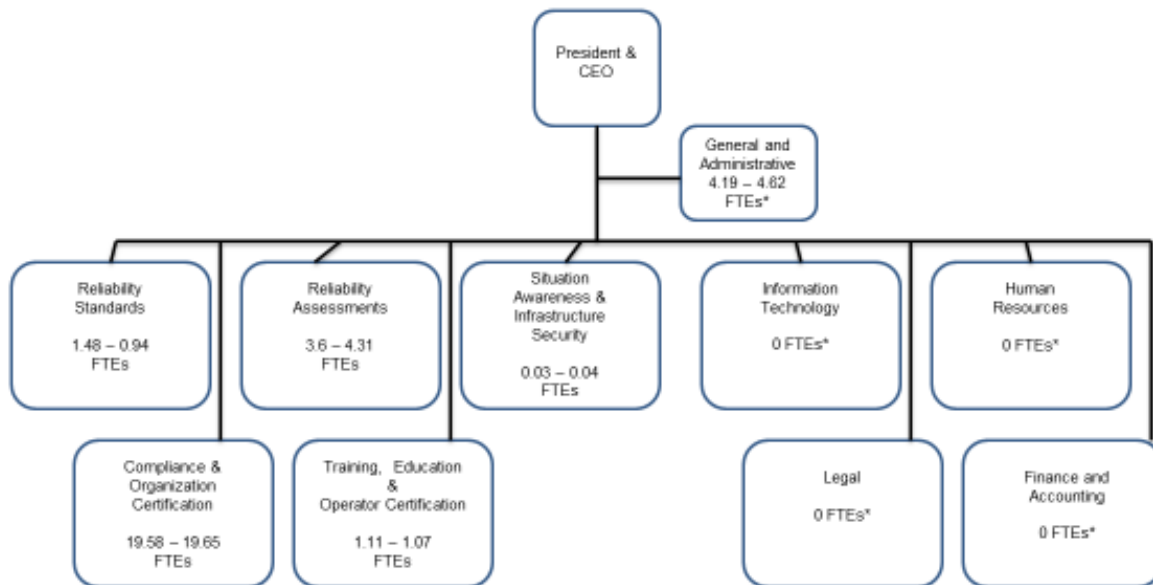 President &
CEO
General and
Administrative
4.19 – 4.62
FTEs*
Reliability
Standards
1.48 – 0.94
FTEs
Reliability
Assessments
3.6 – 4.31
FTEs
Situation
Awareness &
Infrastructure
Security
0.03 – 0.04
FTEs
Information
Technology
0 FTEs*
Human
Resources
0 FTEs*
Compliance &
Organization
Certification
19.58 – 19.65
FTEs
Training, Education
&
Operator Certification
1.11 – 1.07
FTEs
Legal
0 FTEs*
Finance and
Accounting
0 FTEs*